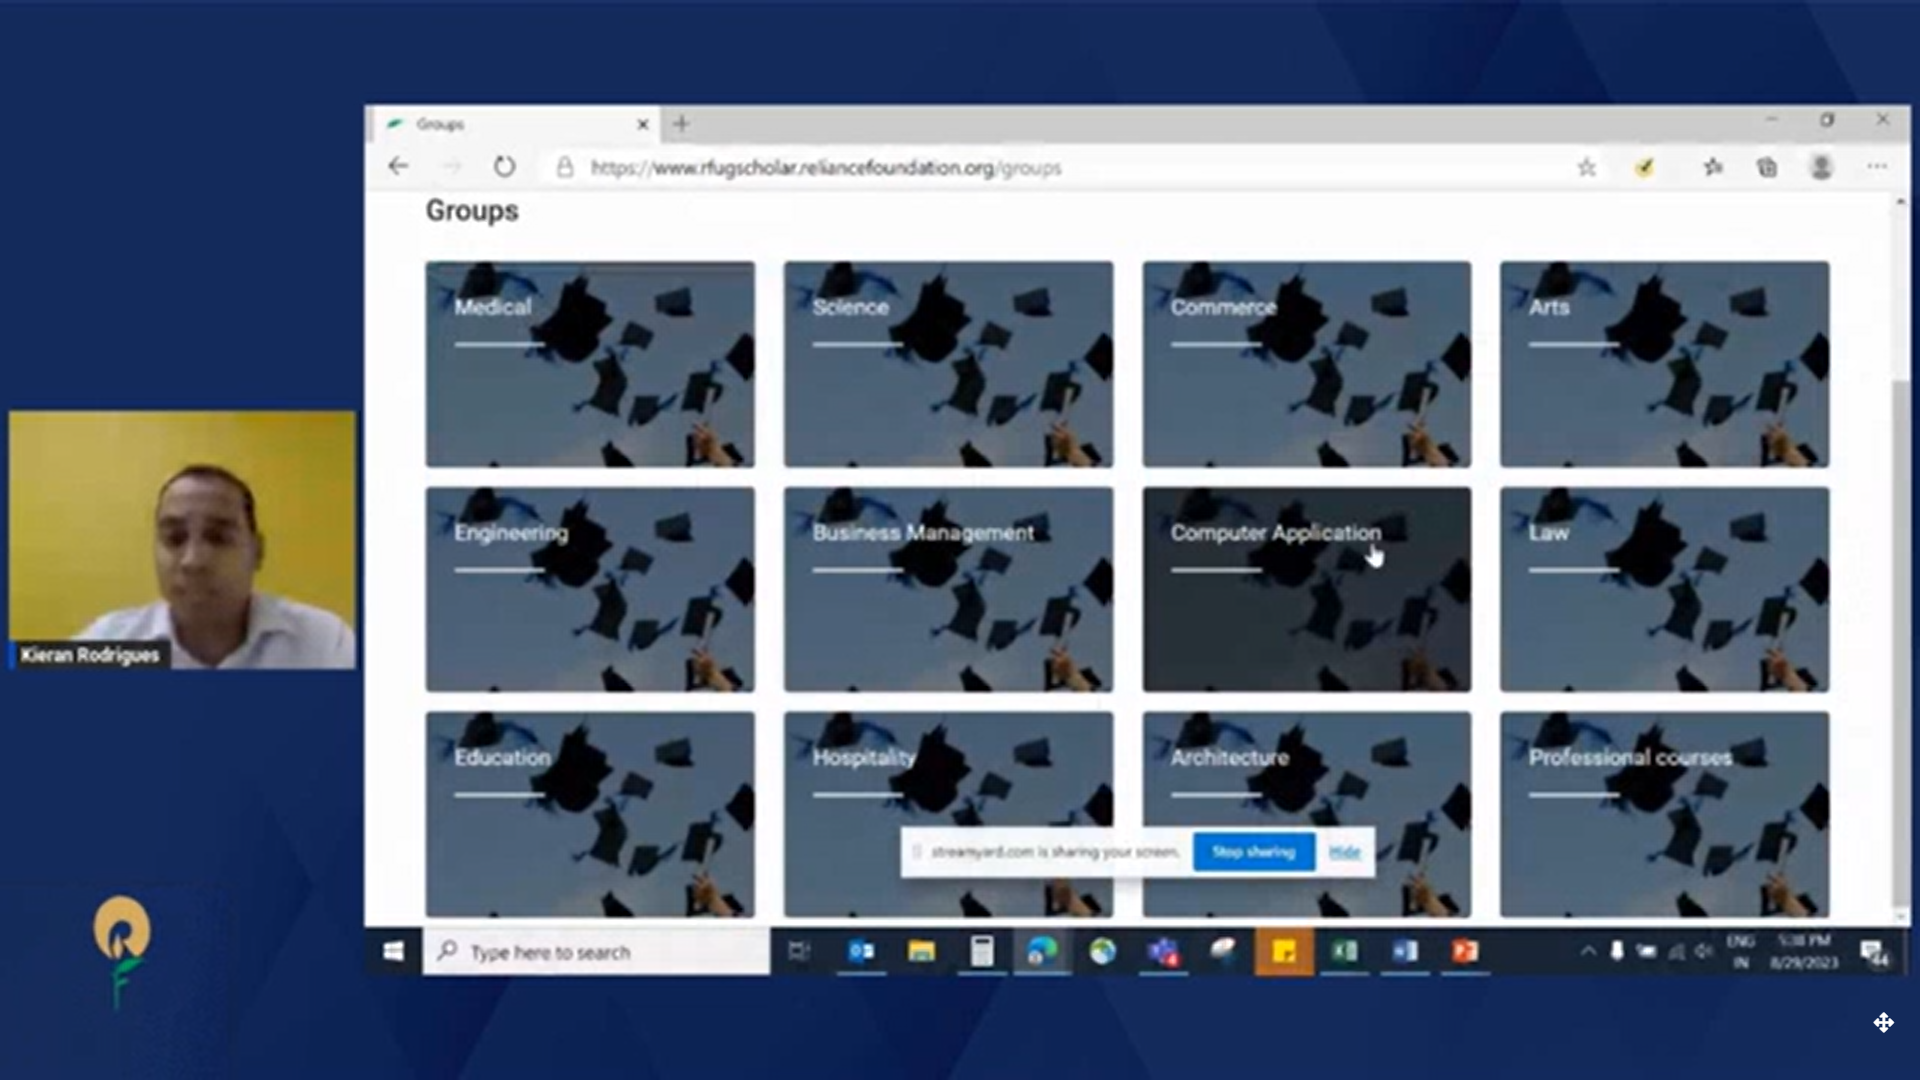 Groups
https://www.rfugscholar.reliancefoundation.org/groups
Groups
Medical
Science
Commerce
Arts
Engineering
Business Management
Computer Application
Law
Education
Hospitality
Architecture
Professional courses
streamyard.com is sharing your screen.
Stop sharing
Hide
Kieran Rodrigues
Type here to search
ENG
IN
5:38 PM
8/29/2023
44